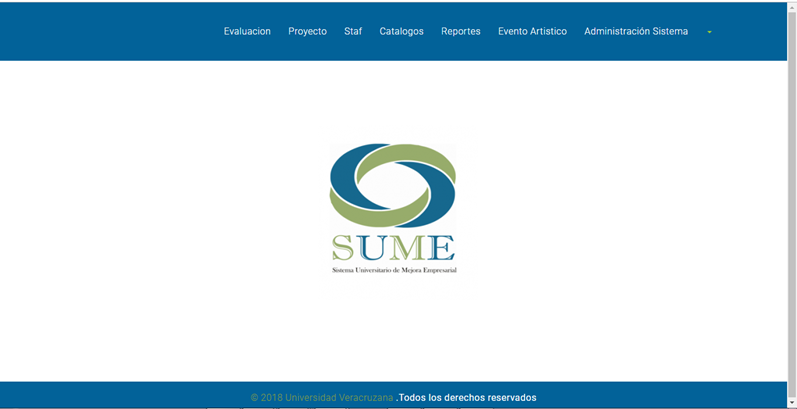 Evaluacion Proyecto Staf Catalogos Reportes Evento Artistico Administración Sistema
SUME
Sistema Universitario de Mejora Empresarial
© 2018 Universidad Veracruzana .Todos los derechos reservados